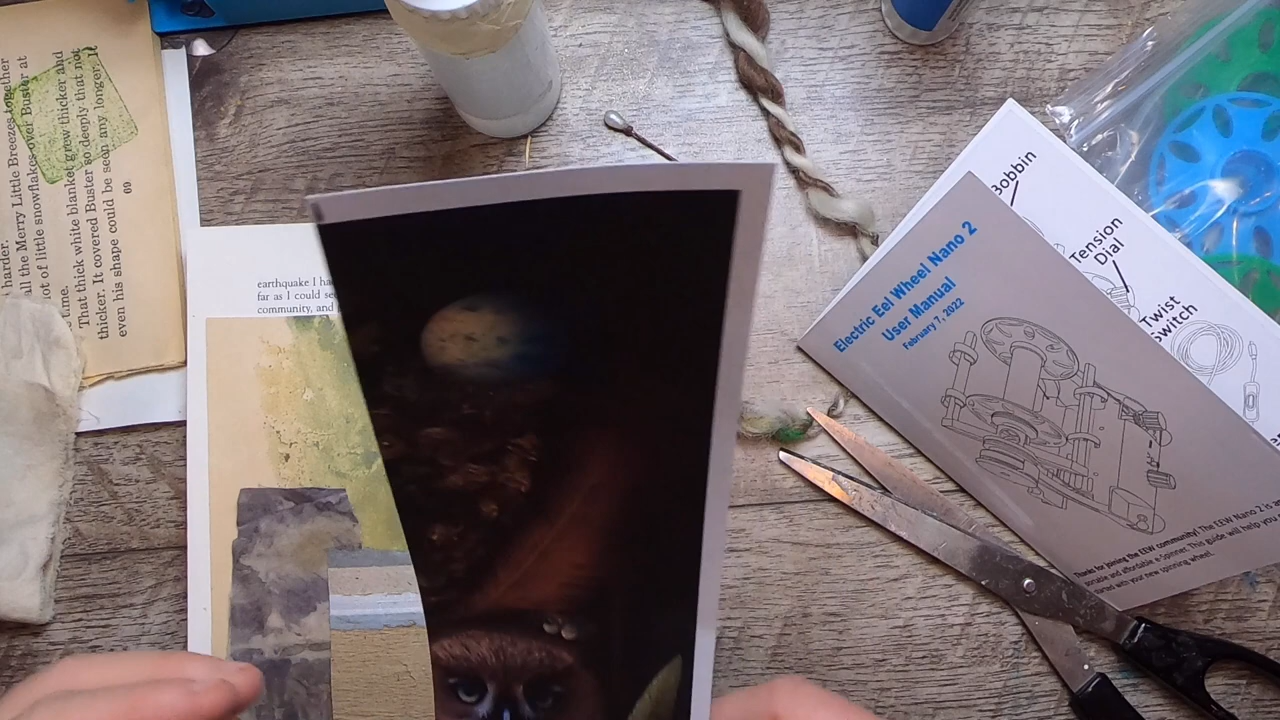 harder.
all the Merry Little Breezes together
lot of little snowflakes over Buster at
time.
That thick white blanket grew thicker and
thicker. It covered Buster so deeply that not
even his shape could be seen any longer. It
60
earthquake I ha
far as I could se
community, and
Bobbin
Tension
Dial
Twist
Switch
Electric Eel Wheel Nano 2
User Manual
February 7, 2022
Thanks for joining the EEW community! The EEW Nano 2 is a
portable and affordable e-Spinner. This guide will help you
started with your new spinning wheel.